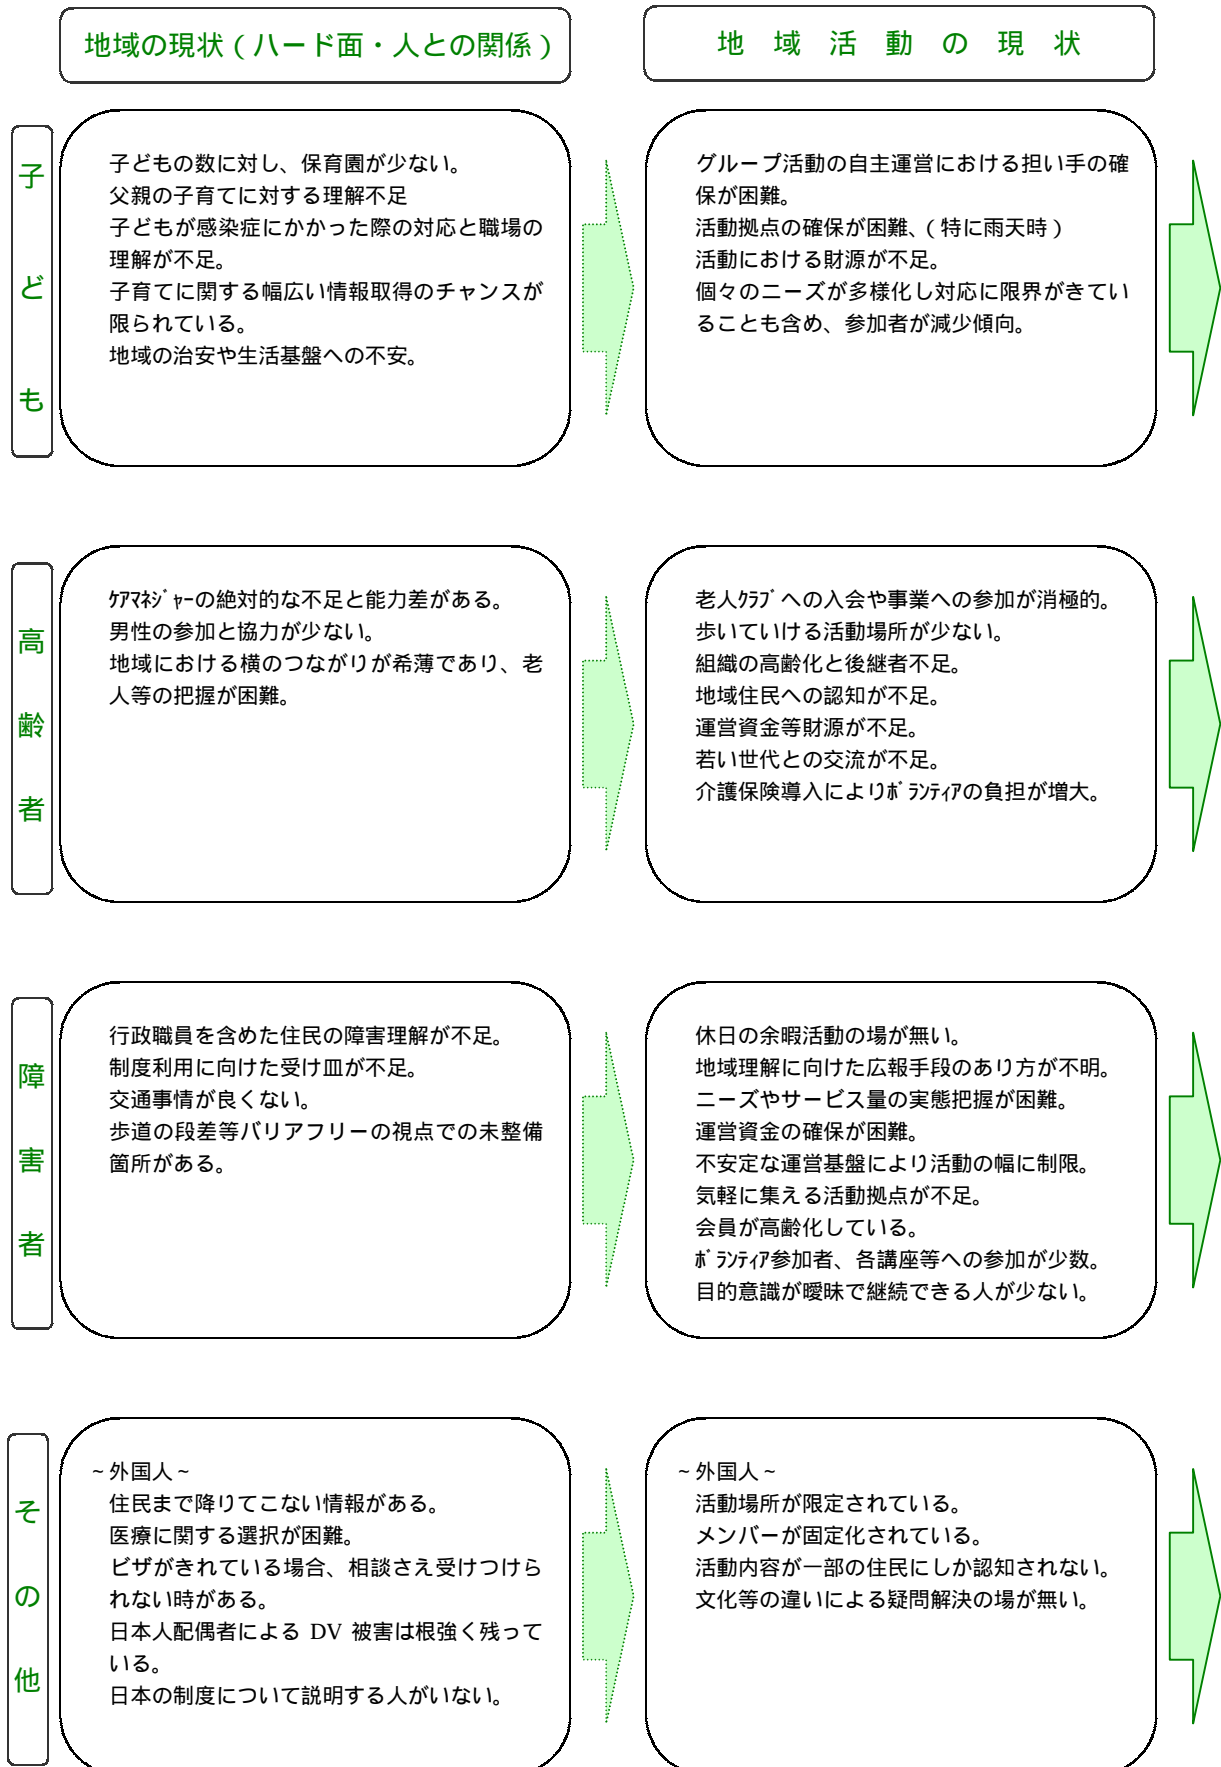 地域の現状(ハード面・人との関係)
地域活動の現状
子ども
子どもの数に対し、保育園が少ない。
父親の子育てに対する理解不足
子どもが感染症にかかった際の対応と職場の
理解が不足。
子育てに関する幅広い情報取得のチャンスが
限られている。
地域の治安や生活基盤への不安。
グループ活動の自主運営における担い手の確
保が困難。
活動拠点の確保が困難、(特に雨天時)
活動における財源が不足。
個々のニーズが多様化し対応に限界がきてい
ることも含め、参加者が減少傾向。
高齢者
ｹｱﾏﾈｼﾞｬーの絶対的な不足と能力差がある。
男性の参加と協力が少ない。
地域における横のつながりが希薄であり、老
人等の把握が困難。
老人ｸﾗﾌﾞへの入会や事業への参加が消極的。
歩いていける活動場所が少ない。
組織の高齢化と後継者不足。
地域住民への認知が不足。
運営資金等財源が不足。
若い世代との交流が不足。
介護保険導入によりﾎﾞﾗﾝﾃｨｱの負担が増大。
障害者
行政職員を含めた住民の障害理解が不足。
制度利用に向けた受け皿が不足。
交通事情が良くない。
歩道の段差等バリアフリーの視点での未整備
箇所がある。
休日の余暇活動の場が無い。
地域理解に向けた広報手段のあり方が不明。
ニーズやサービス量の実態把握が困難。
運営資金の確保が困難。
不安定な運営基盤により活動の幅に制限。
気軽に集える活動拠点が不足。
会員が高齢化している。
ﾎﾞﾗﾝﾃｨｱ参加者、各講座等への参加が少数。
目的意識が曖昧で継続できる人が少ない。
その他
~外国人~
住民まで降りてこない情報がある。
医療に関する選択が困難。
ビザがきれている場合、相談さえ受けつけら
れない時がある。
日本人配偶者による DV 被害は根強く残って
いる。
日本の制度について説明する人がいない。
~外国人~
活動場所が限定されている。
メンバーが固定化されている。
活動内容が一部の住民にしか認知されない。
文化等の違いによる疑問解決の場が無い。